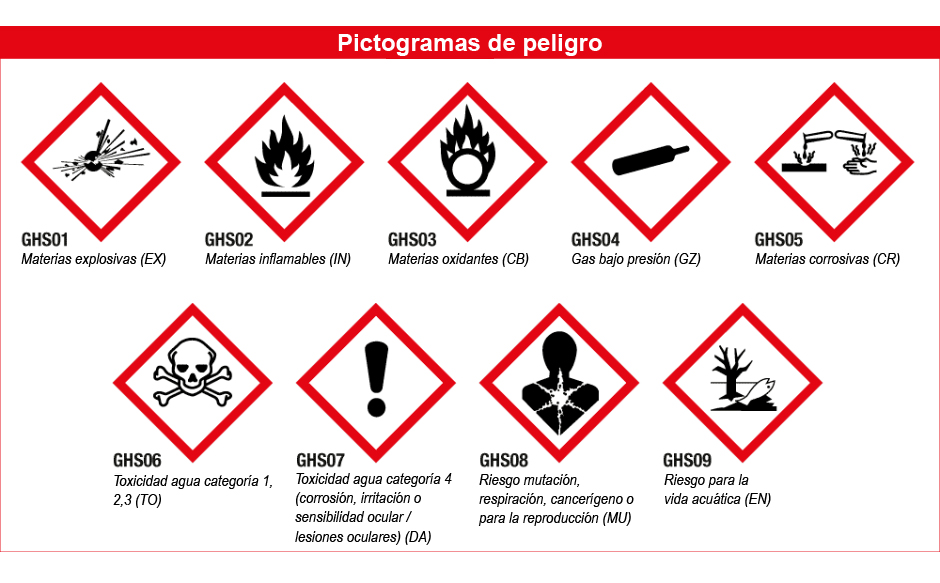 Pictogramas de peligro
GHS01
Materias explosivas (EX)
GHS02
Materias inflamables (IN)
GHS03
Materias oxidantes (CB)
GHS04
Gas bajo presión (GZ)
GHS05
Materias corrosivas (CR)
GHS06
Toxicidad agua categoría 1,
2,3 (TO)
GHS07
Toxicidad agua categoría 4
(corrosión, irritación o
sensibilidad ocular /
lesiones oculares) (DA)
GHS08
Riesgo mutación,
respiración, cancerígeno o
para la reproducción (MU)
GHS09
Riesgo para la
vida acuática (EN)